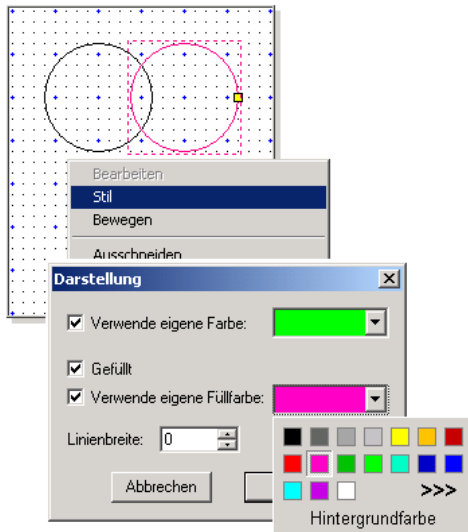 Bearbeiten
Stil
Bewegen
Ausschneiden
Darstellung
Verwende eigene Farbe:
Gefüllt
Verwende eigene Füllfarbe:
Linienbreite: 0
Abbrechen
>>>
Hintergrundfarbe